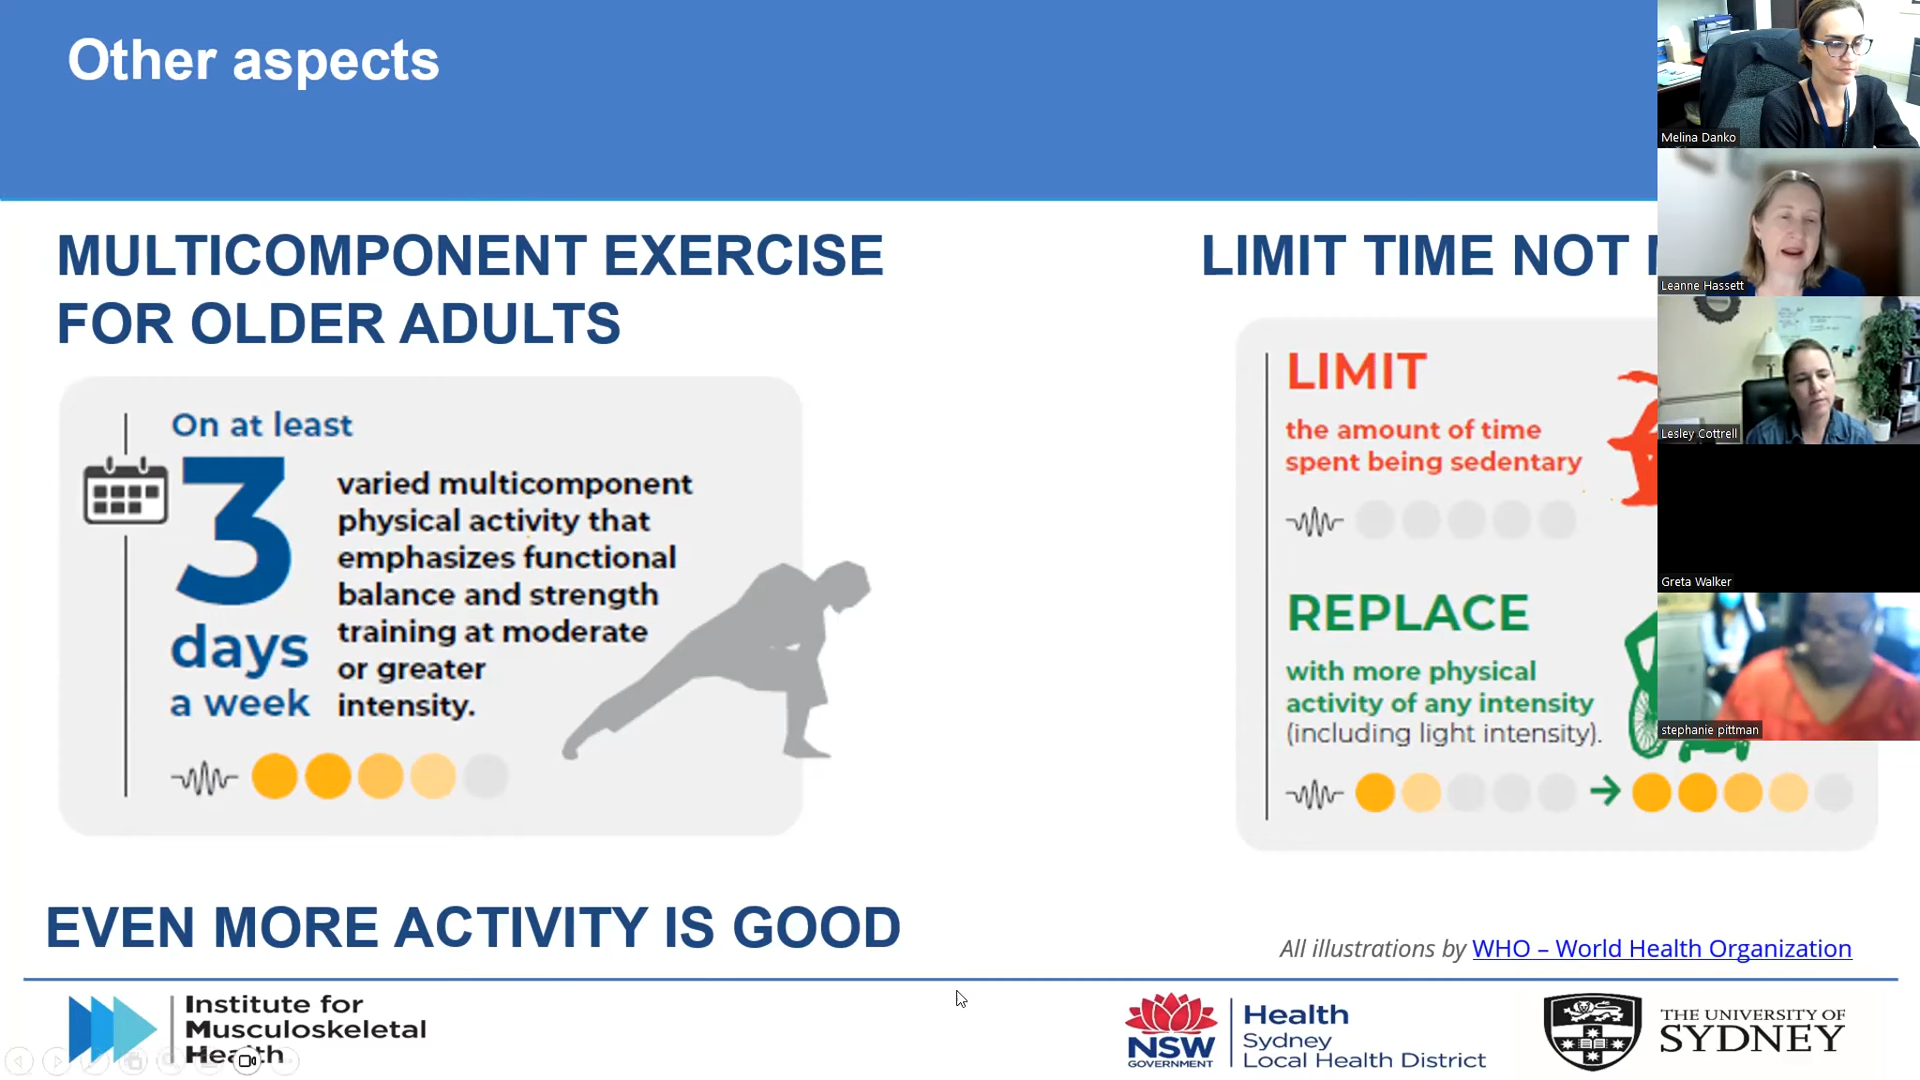 Other aspects
MULTICOMPONENT EXERCISE
FOR OLDER ADULTS
On at least
3
days
a week
varied multicomponent
physical activity that
emphasizes functional
balance and strength
training at moderate
or greater
intensity.
LIMIT TIME NOT
LIMIT
the amount of time
spent being sedentary
REPLACE
with more physical
activity of any intensity
(including light intensity).
EVEN MORE ACTIVITY IS GOOD
All illustrations by WHO – World Health Organization
Institute for
Musculoskeletal
Health
NSW
GOVERNMENT
Health
Sydney
Local Health District
THE UNIVERSITY OF
SYDNEY
Melina Danko
Leanne Hassett
Lesley Cottrell
Greta Walker
stephanie pittman